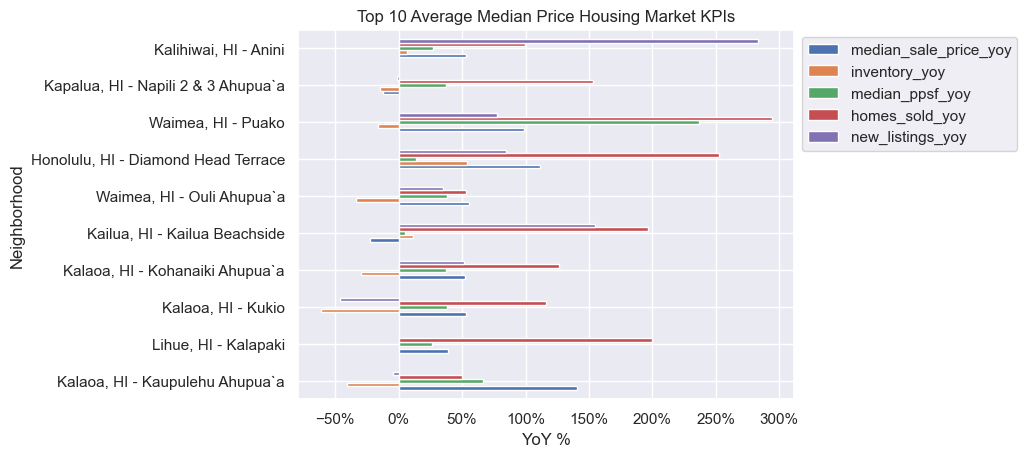 Top 10 Average Median Price Housing Market KPIs
Neighborhood
Kalihiwai, HI - Anini
Kapalua, HI - Napili 2 & 3 Ahupua`a
Waimea, HI - Puako
Honolulu, HI - Diamond Head Terrace
Waimea, HI - Ouli Ahupua`a
Kailua, HI - Kailua Beachside
Kalaoa, HI - Kohanaiki Ahupua`a
Kalaoa, HI - Kukio
Lihue, HI - Kalapaki
Kalaoa, HI - Kaupulehu Ahupua`a
−50% 0% 50% 100% 150% 200% 250% 300%
YoY %
median_sale_price_yoy
inventory_yoy
median_ppsf_yoy
homes_sold_yoy
new_listings_yoy